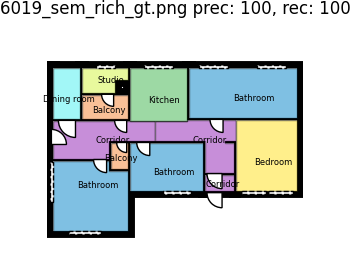 6019_sem_rich_gt.png prec: 100, rec: 100
Studio
Dining room
Kitchen
Bathroom
Balcony
Corridor
Corridor
Balcony
Bedroom
Bathroom
Corridor
Bathroom